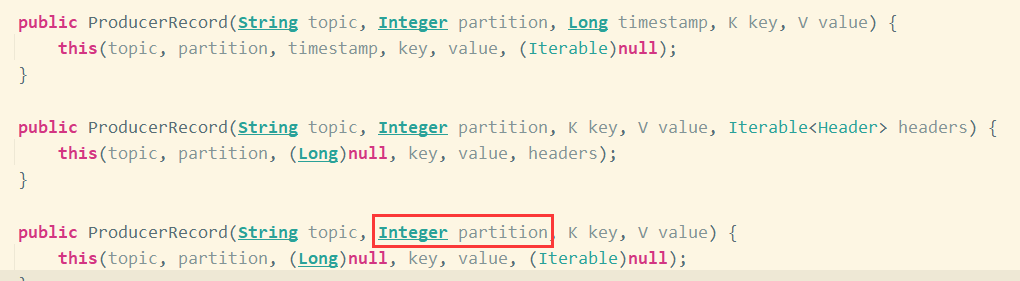 public ProducerRecord(String topic, Integer partition, Long timestamp, K key, V value) {
    this(topic, partition, timestamp, key, value, (Iterable)null);
}
public ProducerRecord(String topic, Integer partition, K key, V value, Iterable<Header> headers) {
    this(topic, partition, (Long)null, key, value, headers);
}
public ProducerRecord(String topic, Integer partition, K key, V value) {
    this(topic, partition, (Long)null, key, value, (Iterable)null);
}